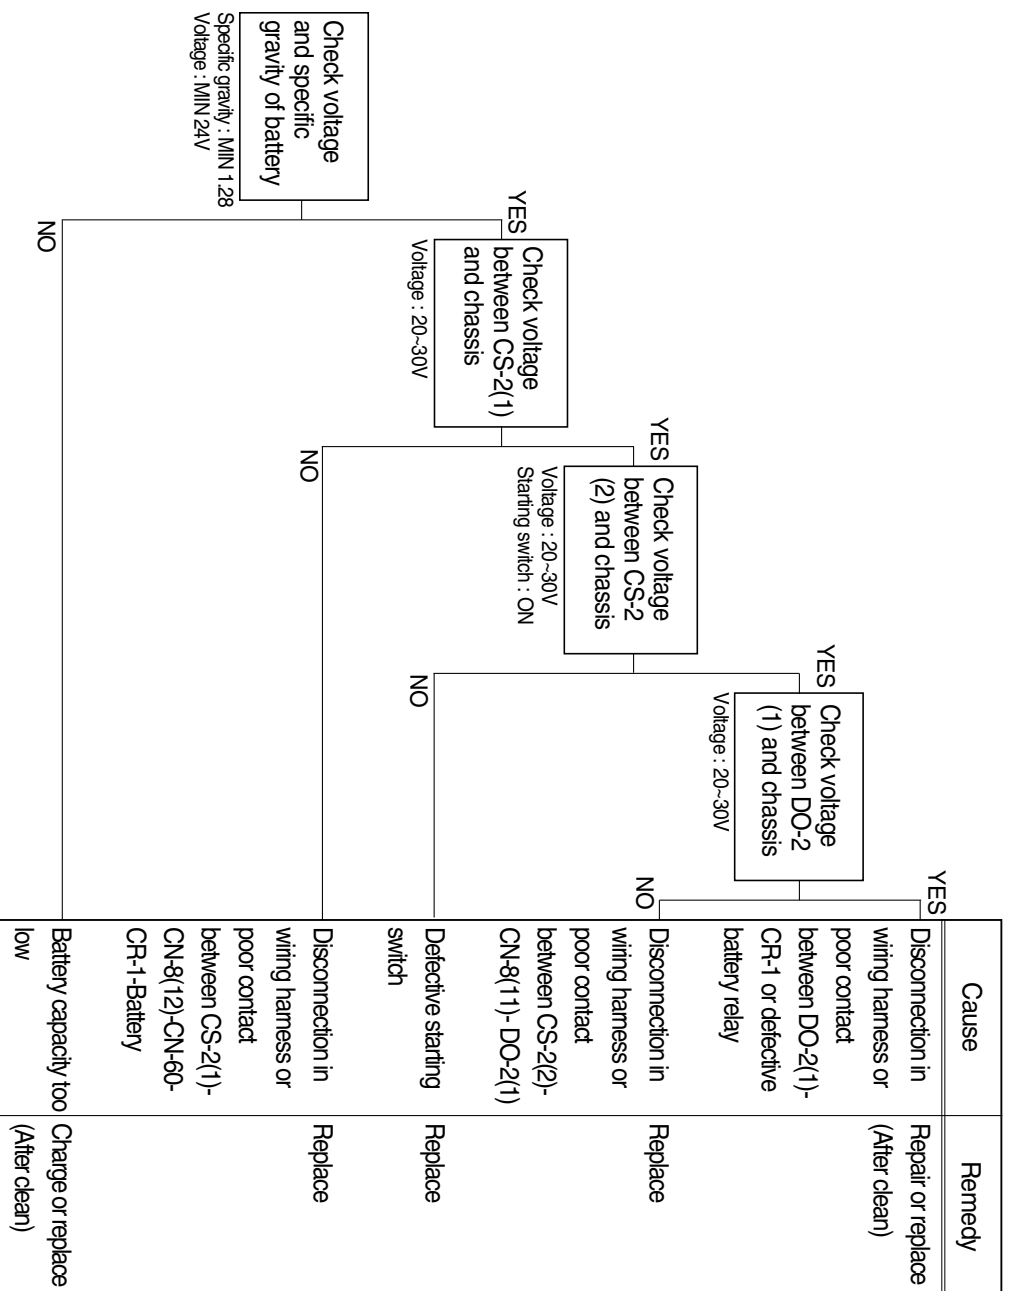 Cause
Remedy
YES
Disconnection in
wiring harness or
poor contact
between DO-2(1)-
CR-1 or defective
battery relay
Repair or replace
(After clean)
YES
Check voltage
between DO-2
(1) and chassis
Voltage : 20~30V
NO
Disconnection in
wiring harness or
poor contact
between CS-2(2)-
CN-8(11)- DO-2(1)
Replace
YES
Check voltage
between CS-2
(2) and chassis
Voltage : 20~30V
Starting switch : ON
NO
Defective starting
switch
Replace
YES
Check voltage
between CS-2(1)
and chassis
Voltage : 20~30V
NO
Disconnection in
wiring harness or
poor contact
between CS-2(1)-
CN-8(12)-CN-60-
CR-1-Battery
Replace
Check voltage
and specific
gravity of battery
Specific gravity : MIN 1.28
Voltage : MIN 24V
NO
Battery capacity too
low
Charge or replace
(After clean)